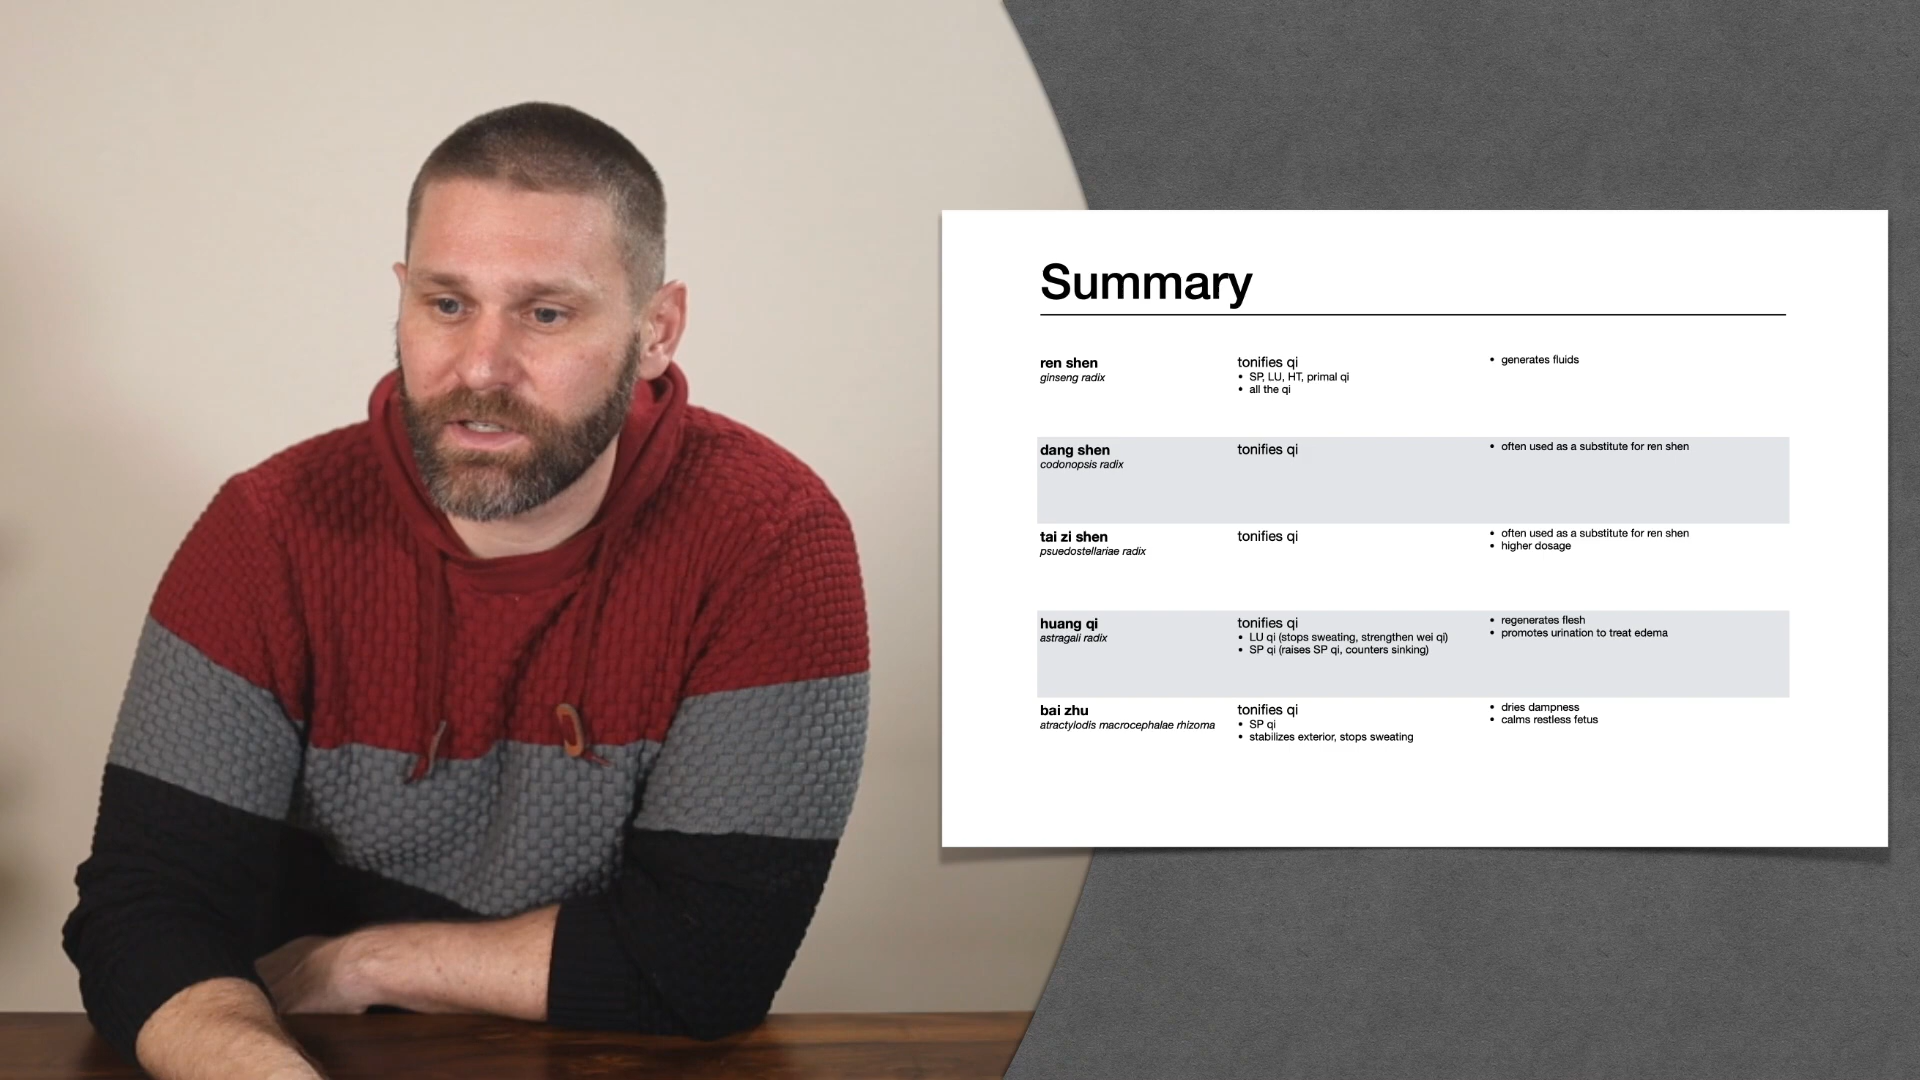 Summary
ren shen
ginseng radix
tonifies qi
• SP, LU, HT, primal qi
• all the qi
• generates fluids
dang shen
codonopsis radix
tonifies qi
• often used as a substitute for ren shen
tai zi shen
psuedostellariae radix
tonifies qi
• often used as a substitute for ren shen
• higher dosage
huang qi
astragali radix
tonifies qi
• LU qi (stops sweating, strengthen wei qi)
• SP qi (raises SP qi, counters sinking)
• regenerates flesh
• promotes urination to treat edema
bai zhu
atractylodis macrocephalae rhizoma
tonifies qi
• SP qi
• stabilizes exterior, stops sweating
• dries dampness
• calms restless fetus